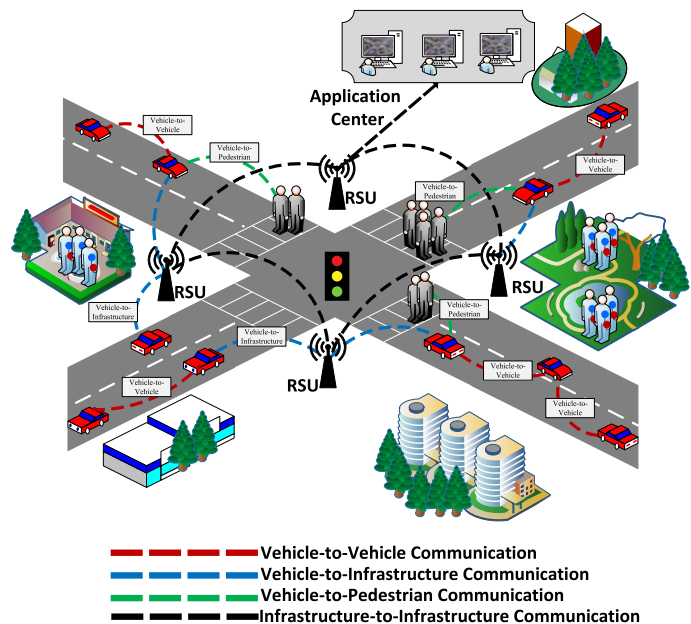 Application
Center
Vehicle-to-
Vehicle
Vehicle-to-
Pedestrian
Vehicle-to-
Vehicle
RSU
Vehicle-to-
Pedestrian
RSU
RSU
Vehicle-to-
Infrastructure
Vehicle-to-
Pedestrian
Vehicle-to-
Infrastructure
Vehicle-to-
Vehicle
RSU
Vehicle-to-
Vehicle
Vehicle-to-
Vehicle
Vehicle-to-Vehicle Communication
Vehicle-to-Infrastructure Communication
Vehicle-to-Pedestrian Communication
Infrastructure-to-Infrastructure Communication